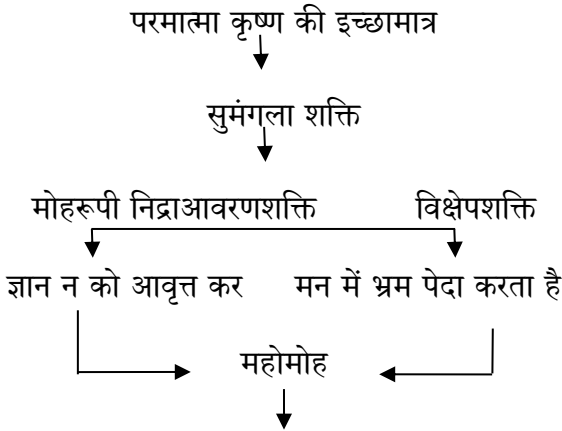 परमात्मा कृष्ण की इच्छामात्र
सुमंगला शक्ति
मोहरूपी निद्राआवरणशक्ति विक्षेपशक्ति
ज्ञान न को आवृत्त कर मन में भ्रम पेदा करता है
महोमोह